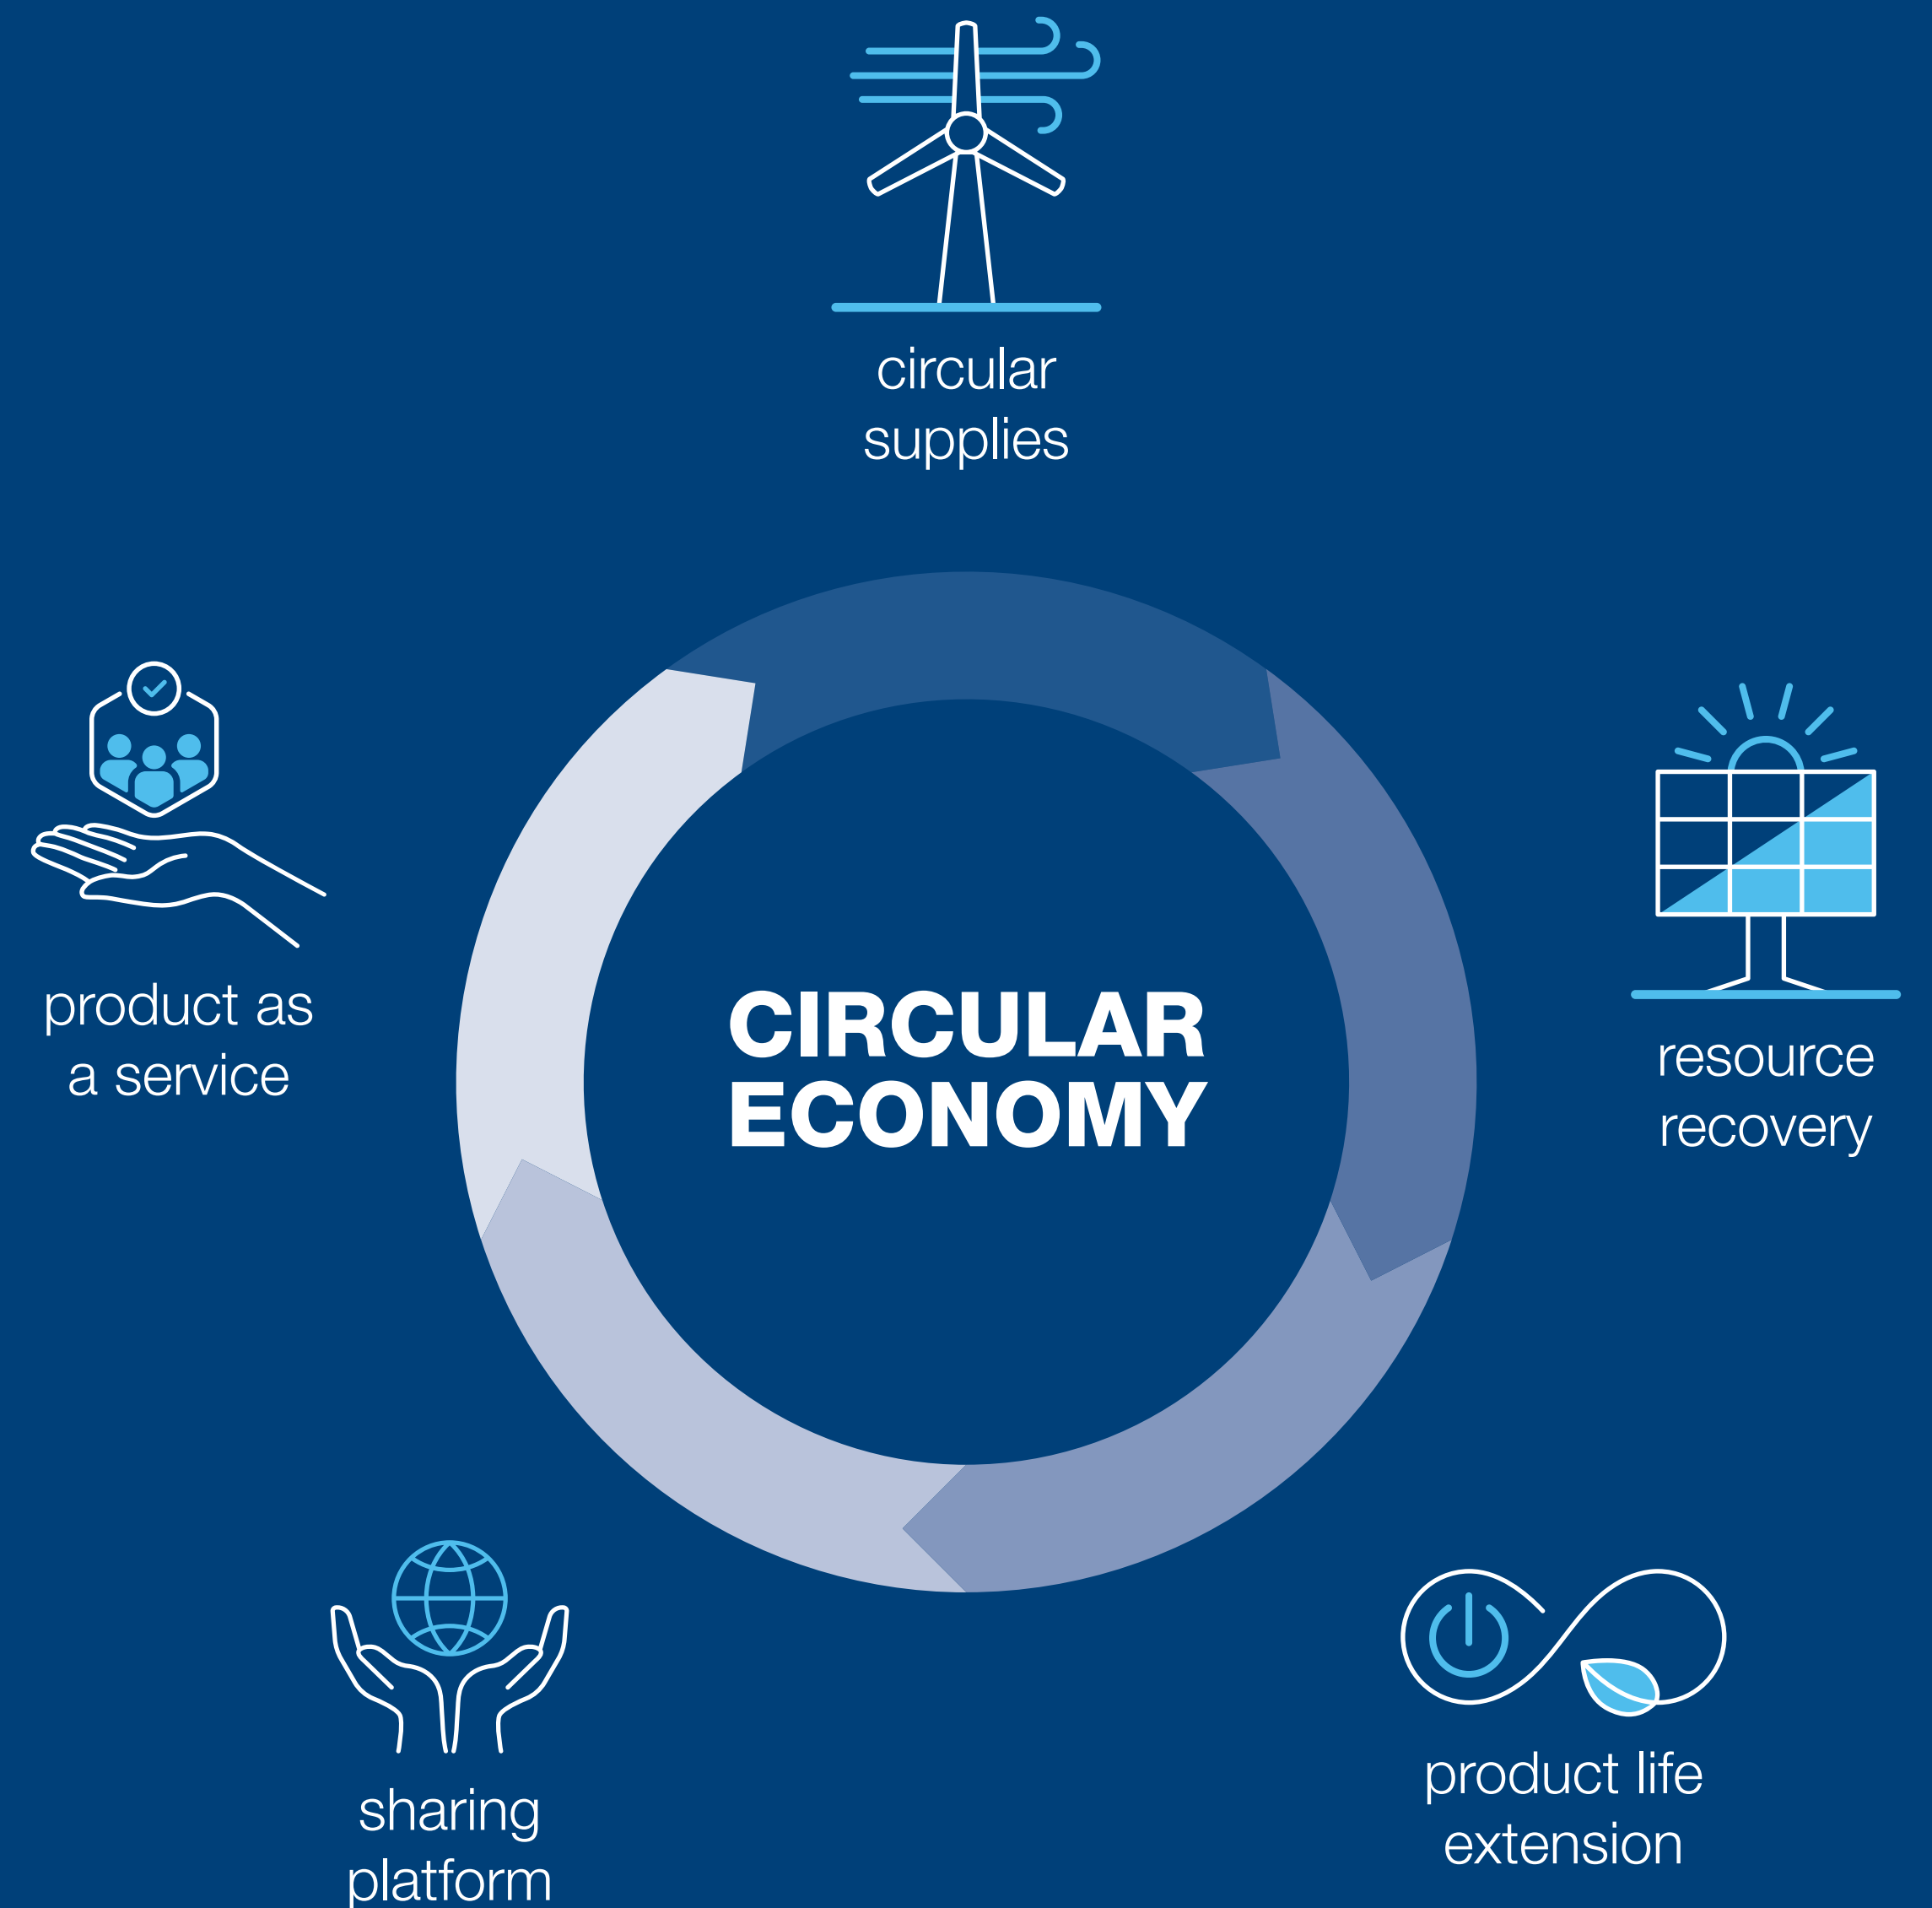 circular
supplies
product as
a service
CIRCULAR
ECONOMY
resource
recovery
sharing
platform
product life
extension